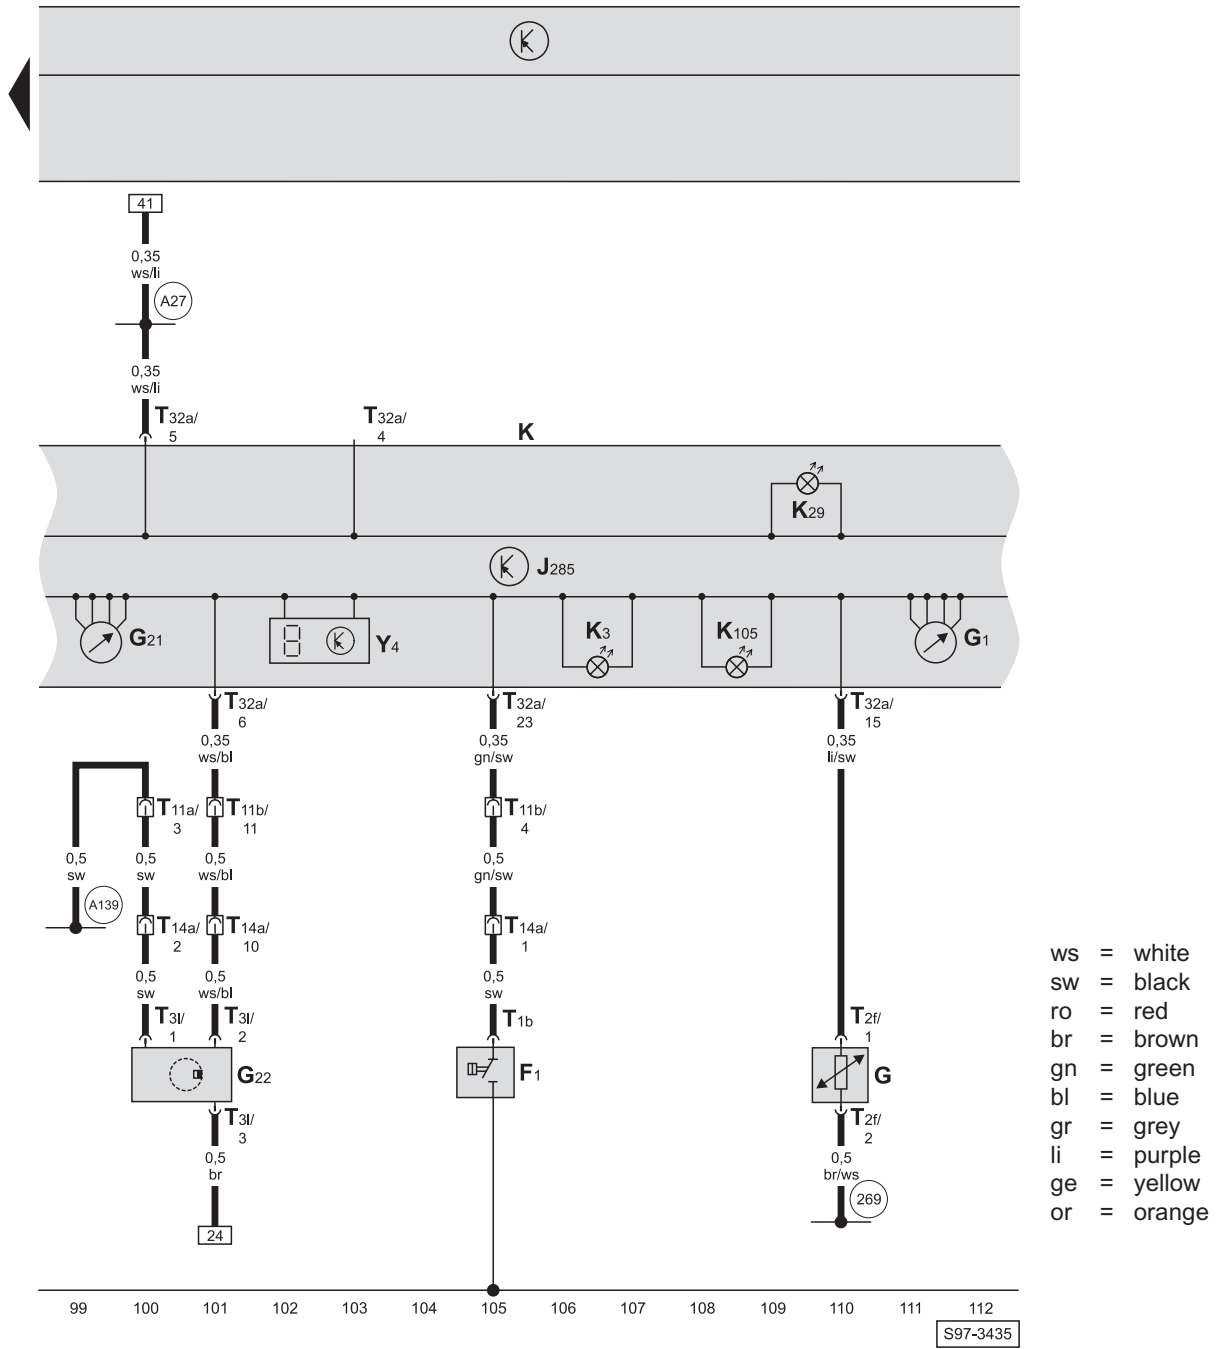 41
0,35
ws/li
A27
0,35
ws/li
T32a/
5
T32a/
4
K
K29
J285
G21
Y4
K3
K105
G1
T32a/
6
T32a/
23
T32a/
15
0,35
ws/bl
0,35
gn/sw
0,35
li/sw
T11a/
3
T11b/
11
T11b/
4
0,5
sw
0,5
sw
0,5
ws/bl
0,5
gn/sw
A139
T14a/
2
T14a/
10
T14a/
1
0,5
sw
0,5
ws/bl
0,5
sw
T3l/
1
T3l/
2
T1b
T2f/
1
G22
F1
G
T3l/
3
T2f/
2
0,5
br
0,5
br/ws
269
24
ws = white
sw = black
ro = red
br = brown
gn = green
bl = blue
gr = grey
li = purple
ge = yellow
or = orange
99 100 101 102 103 104 105 106 107 108 109 110 111 112
S97-3435